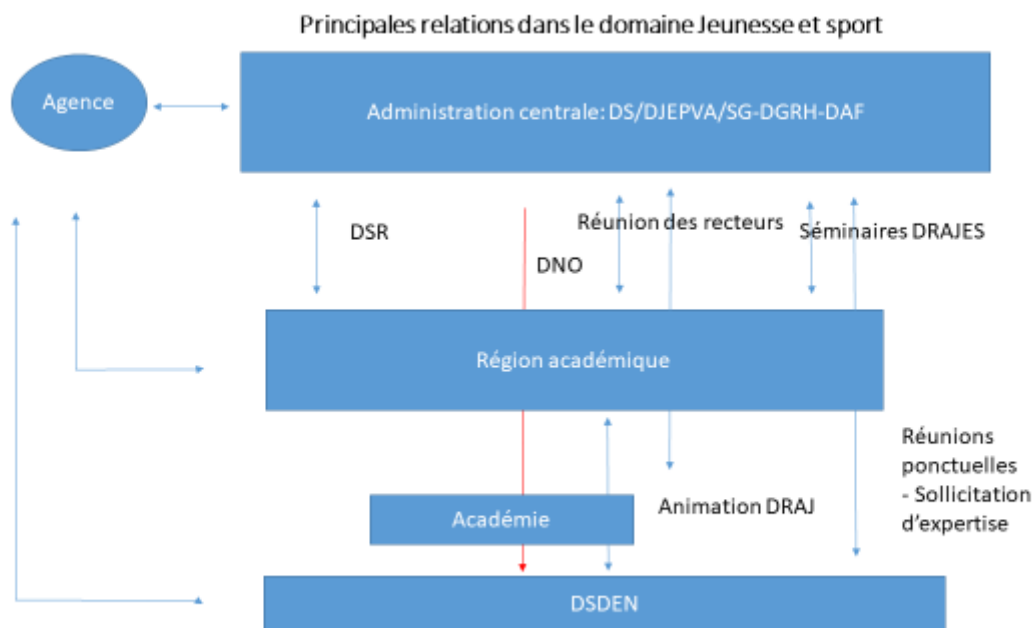 Principales relations dans le domaine Jeunesse et sport
Agence
Administration centrale: DS/DJEPVA/SG-DGRH-DAF
DSR
DNO
Réunion des recteurs
Séminaires DRAJES
Région académique
Réunions
ponctuelles
- Sollicitation
d'expertise
Académie
Animation DRAJ
DSDEN